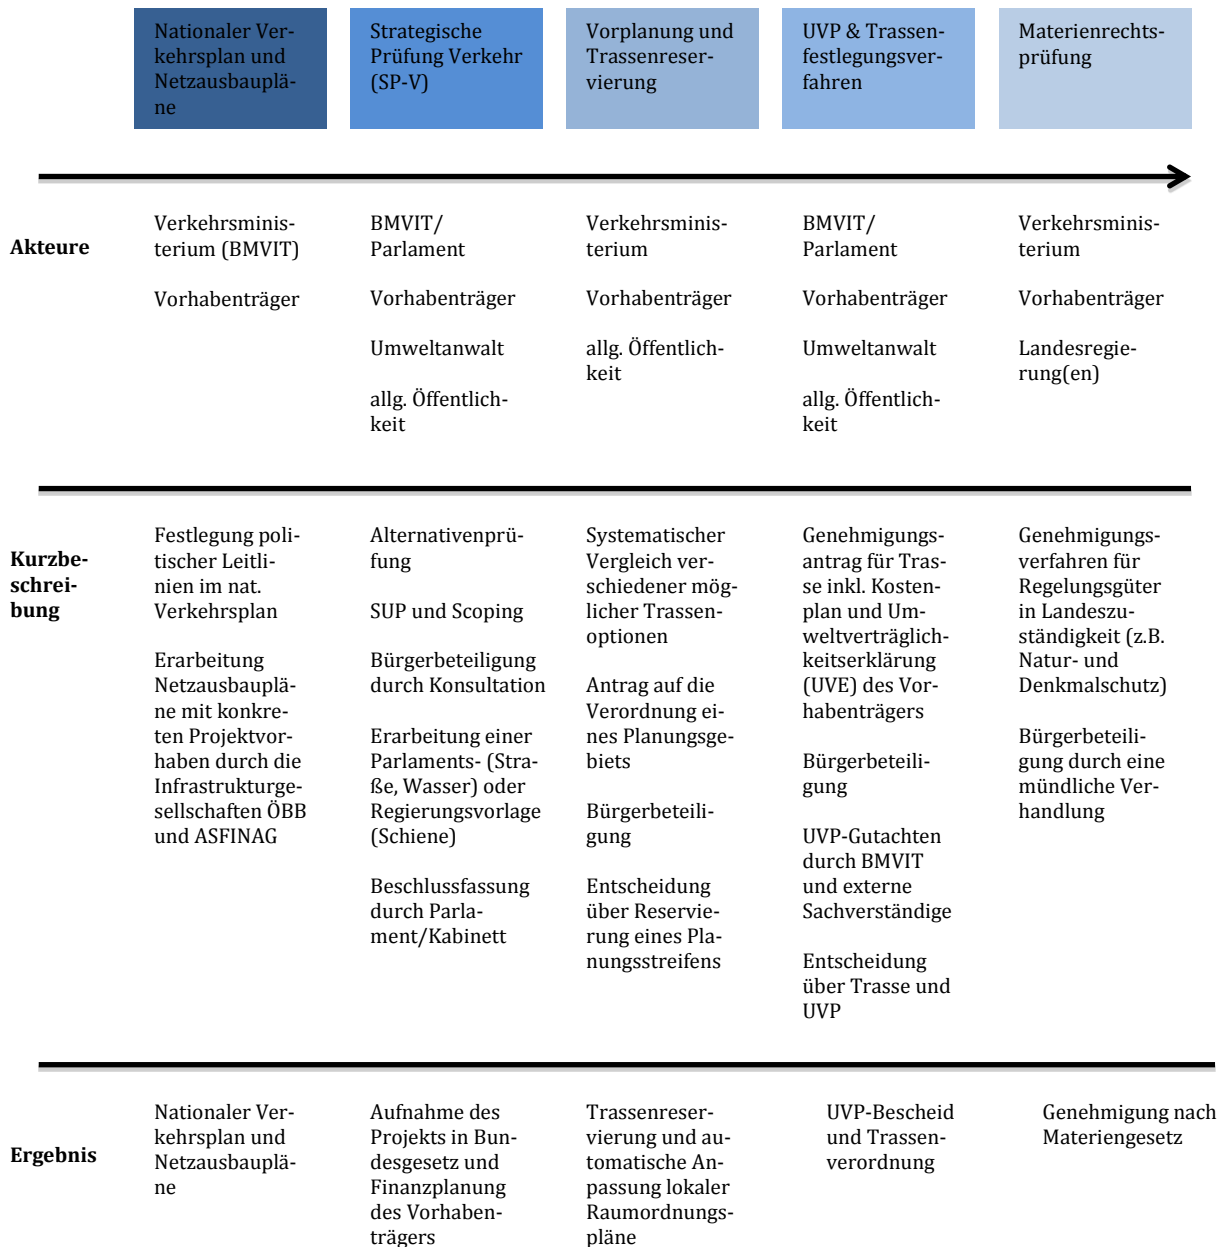 Nationaler Ver-
kehrsplan und
Netzausbauplä-
ne
Strategische
Prüfung Verkehr
(SP-V)
Vorplanung und
Trassenreser-
vierung
UVP & Trassen-
festlegungsver-
fahren
Materienrechts-
prüfung
Akteure
Verkehrsminis-
terium (BMVIT)
Vorhabenträger
BMVIT/
Parlament
Vorhabenträger
Umweltanwalt
allg. Öffentlich-
keit
Verkehrsminis-
terium
Vorhabenträger
allg. Öffentlich-
keit
BMVIT/
Parlament
Vorhabenträger
Umweltanwalt
allg. Öffentlich-
keit
Verkehrsminis-
terium
Vorhabenträger
Landesregie-
rung(en)
Kurzbe-
schrei-
bung
Festlegung poli-
tischer Leitli-
nien im nat.
Verkehrsplan
Erarbeitung
Netzausbauplä-
ne mit konkre-
ten Projektvor-
haben durch die
Infrastrukturge-
sellschaften ÖBB
und ASFINAG
Alternativenprü-
fung
SUP und Scoping
Bürgerbeteiligung
durch Konsultation
Erarbeitung einer
Parlaments- (Stra-
ße, Wasser) oder
Regierungsvorlage
(Schiene)
Beschlussfassung
durch Parla-
ment/Kabinett
Systematischer
Vergleich ver-
schiedener mög-
licher Trassen-
optionen
Antrag auf die
Verordnung ei-
nes Planungsge-
biets
Bürgerbeteili-
gung
Entscheidung
über Reservie-
rung eines Pla-
nungsstreifens
Genehmigungs-
antrag für Tras-
se inkl. Kosten-
plan und Um-
weltverträglich-
keitserklärung
(UVE) des Vor-
habenträgers
Bürgerbeteili-
gung
UVP-Gutachten
durch BMVIT
und externe
Sachverständige
Entscheidung
über Trasse und
UVP
Genehmigungs-
verfahren für
Regelungsgüter
in Landeszu-
ständigkeit (z.B.
Natur- und
Denkmalschutz)
Bürgerbeteili-
gung durch eine
mündliche Ver-
handlung
Ergebnis
Nationaler Ver-
kehrsplan und
Netzausbauplä-
ne
Aufnahme des
Projekts in Bun-
desgesetz und
Finanzplanung
des Vorhaben-
trägers
Trassenreser-
vierung und au-
tomatische An-
passung lokaler
Raumordnungs-
pläne
UVP-Bescheid
und Trassen-
verordnung
Genehmigung nach
Materiengesetz